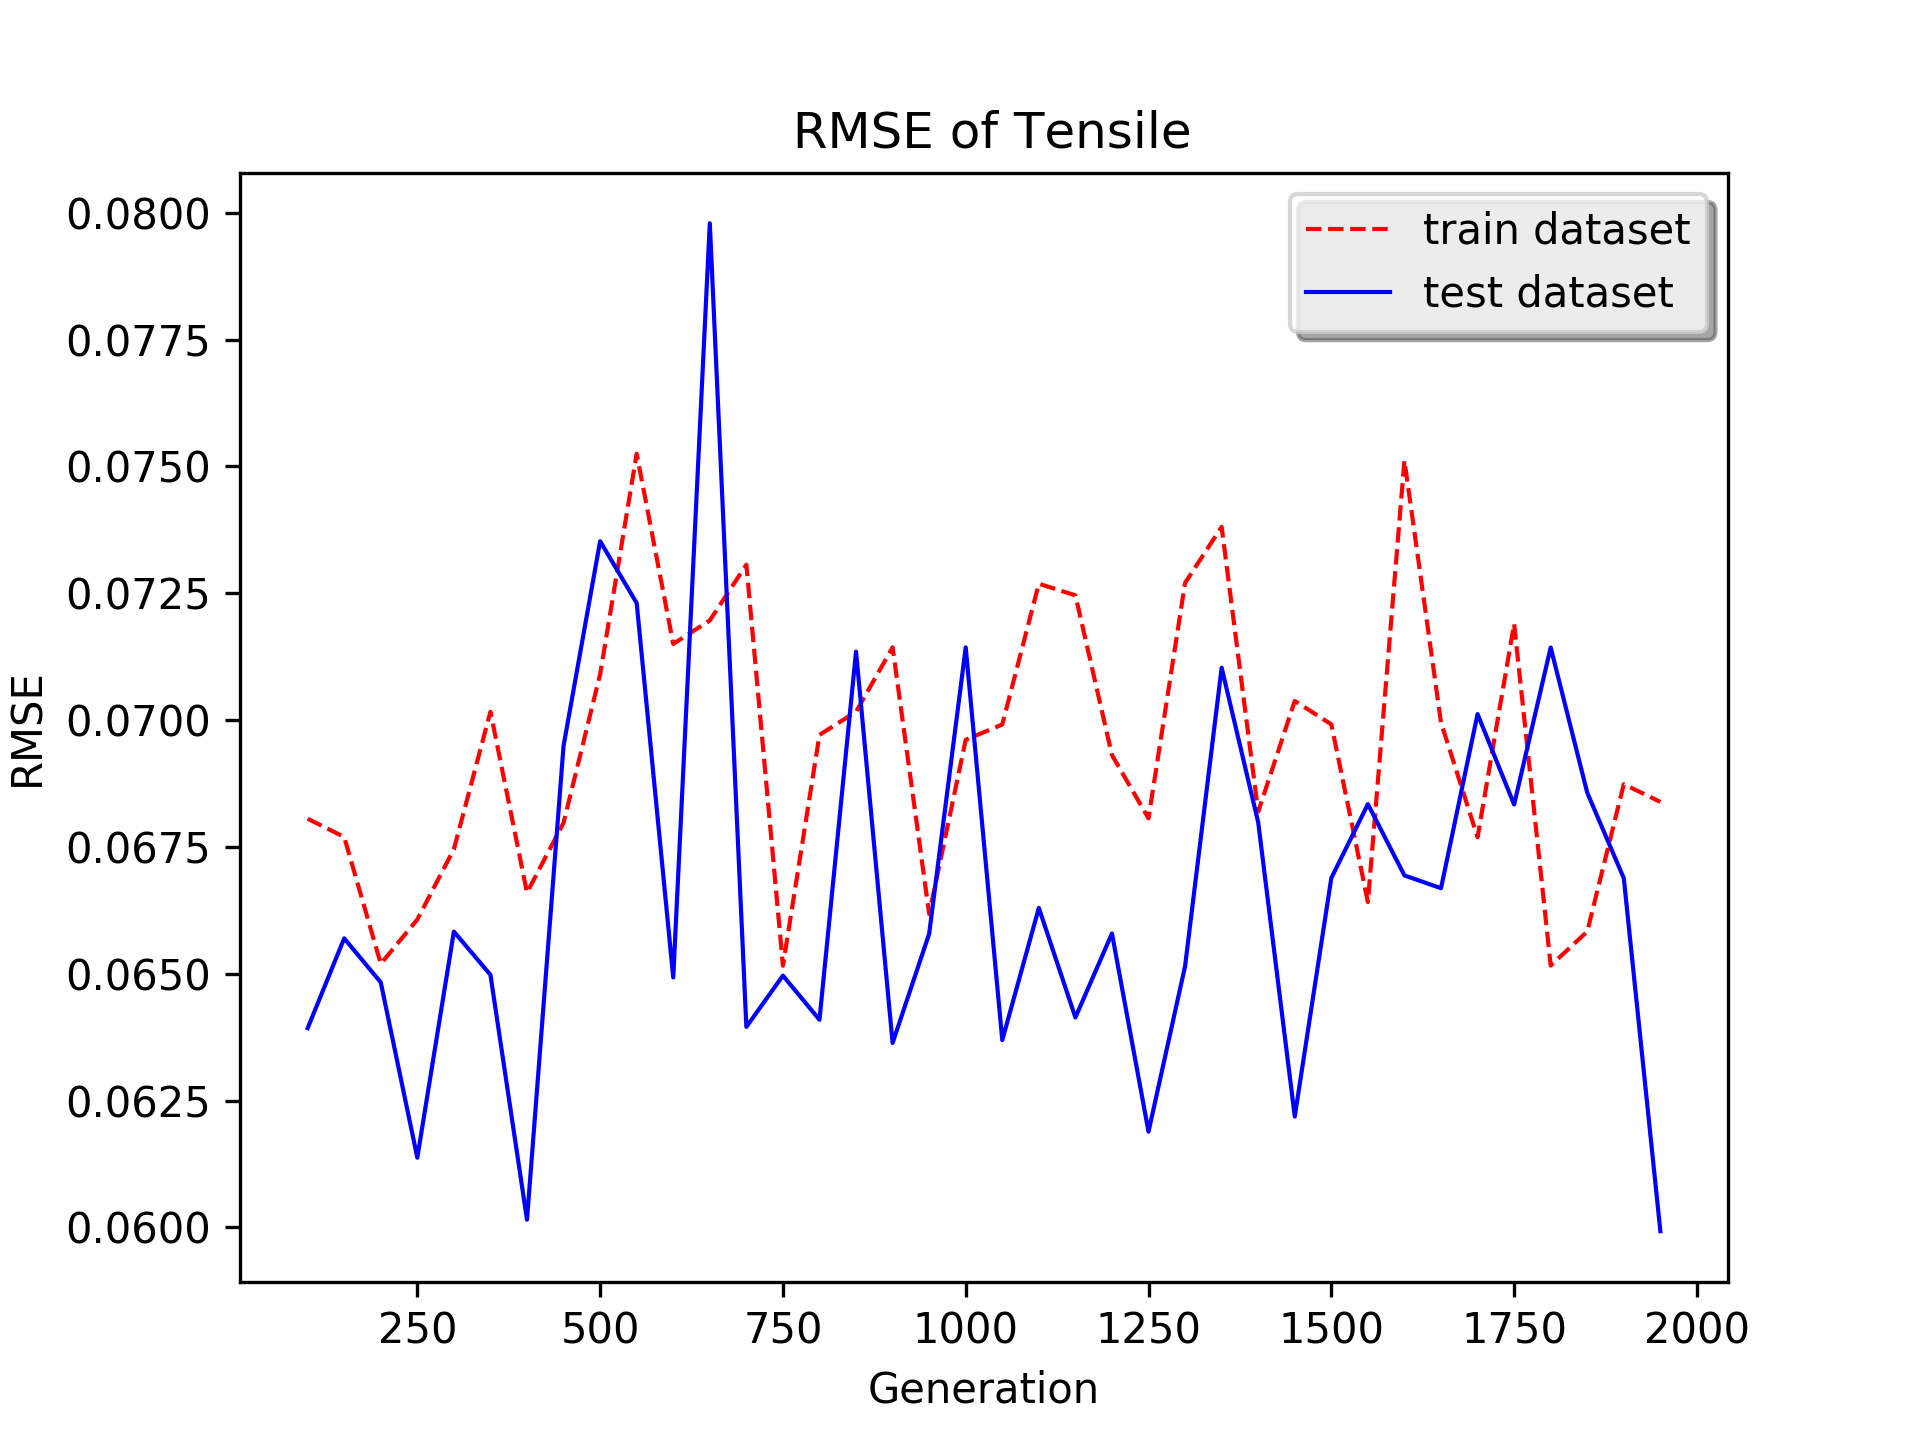 RMSE of Tensile
train dataset
test dataset
0.0800
0.0775
0.0750
0.0725
0.0700
0.0675
0.0650
0.0625
0.0600
RMSE
250 500 750 1000 1250 1500 1750 2000
Generation